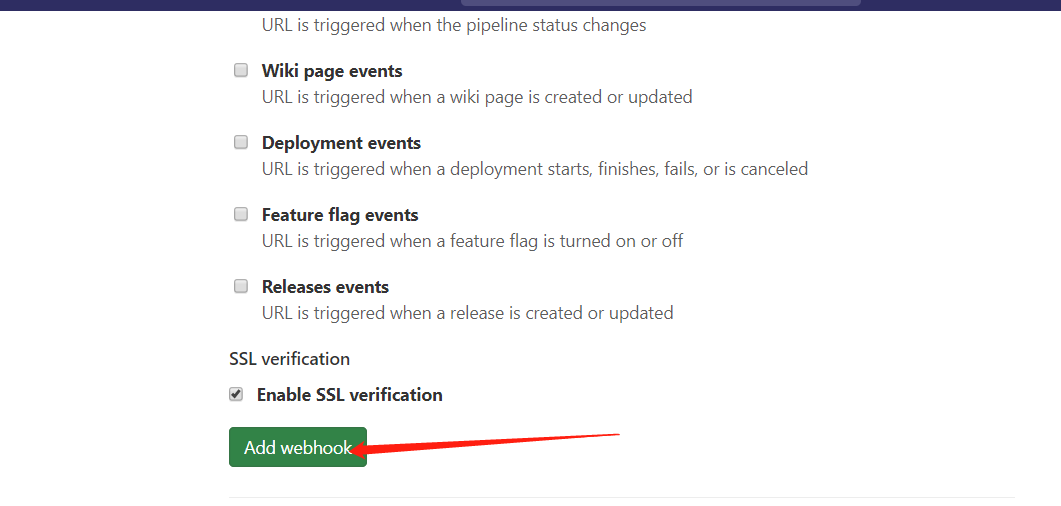 URL is triggered when the pipeline status changes
Wiki page events
URL is triggered when a wiki page is created or updated
Deployment events
URL is triggered when a deployment starts, finishes, fails, or is canceled
Feature flag events
URL is triggered when a feature flag is turned on or off
Releases events
URL is triggered when a release is created or updated
SSL verification
Enable SSL verification
Add webhook